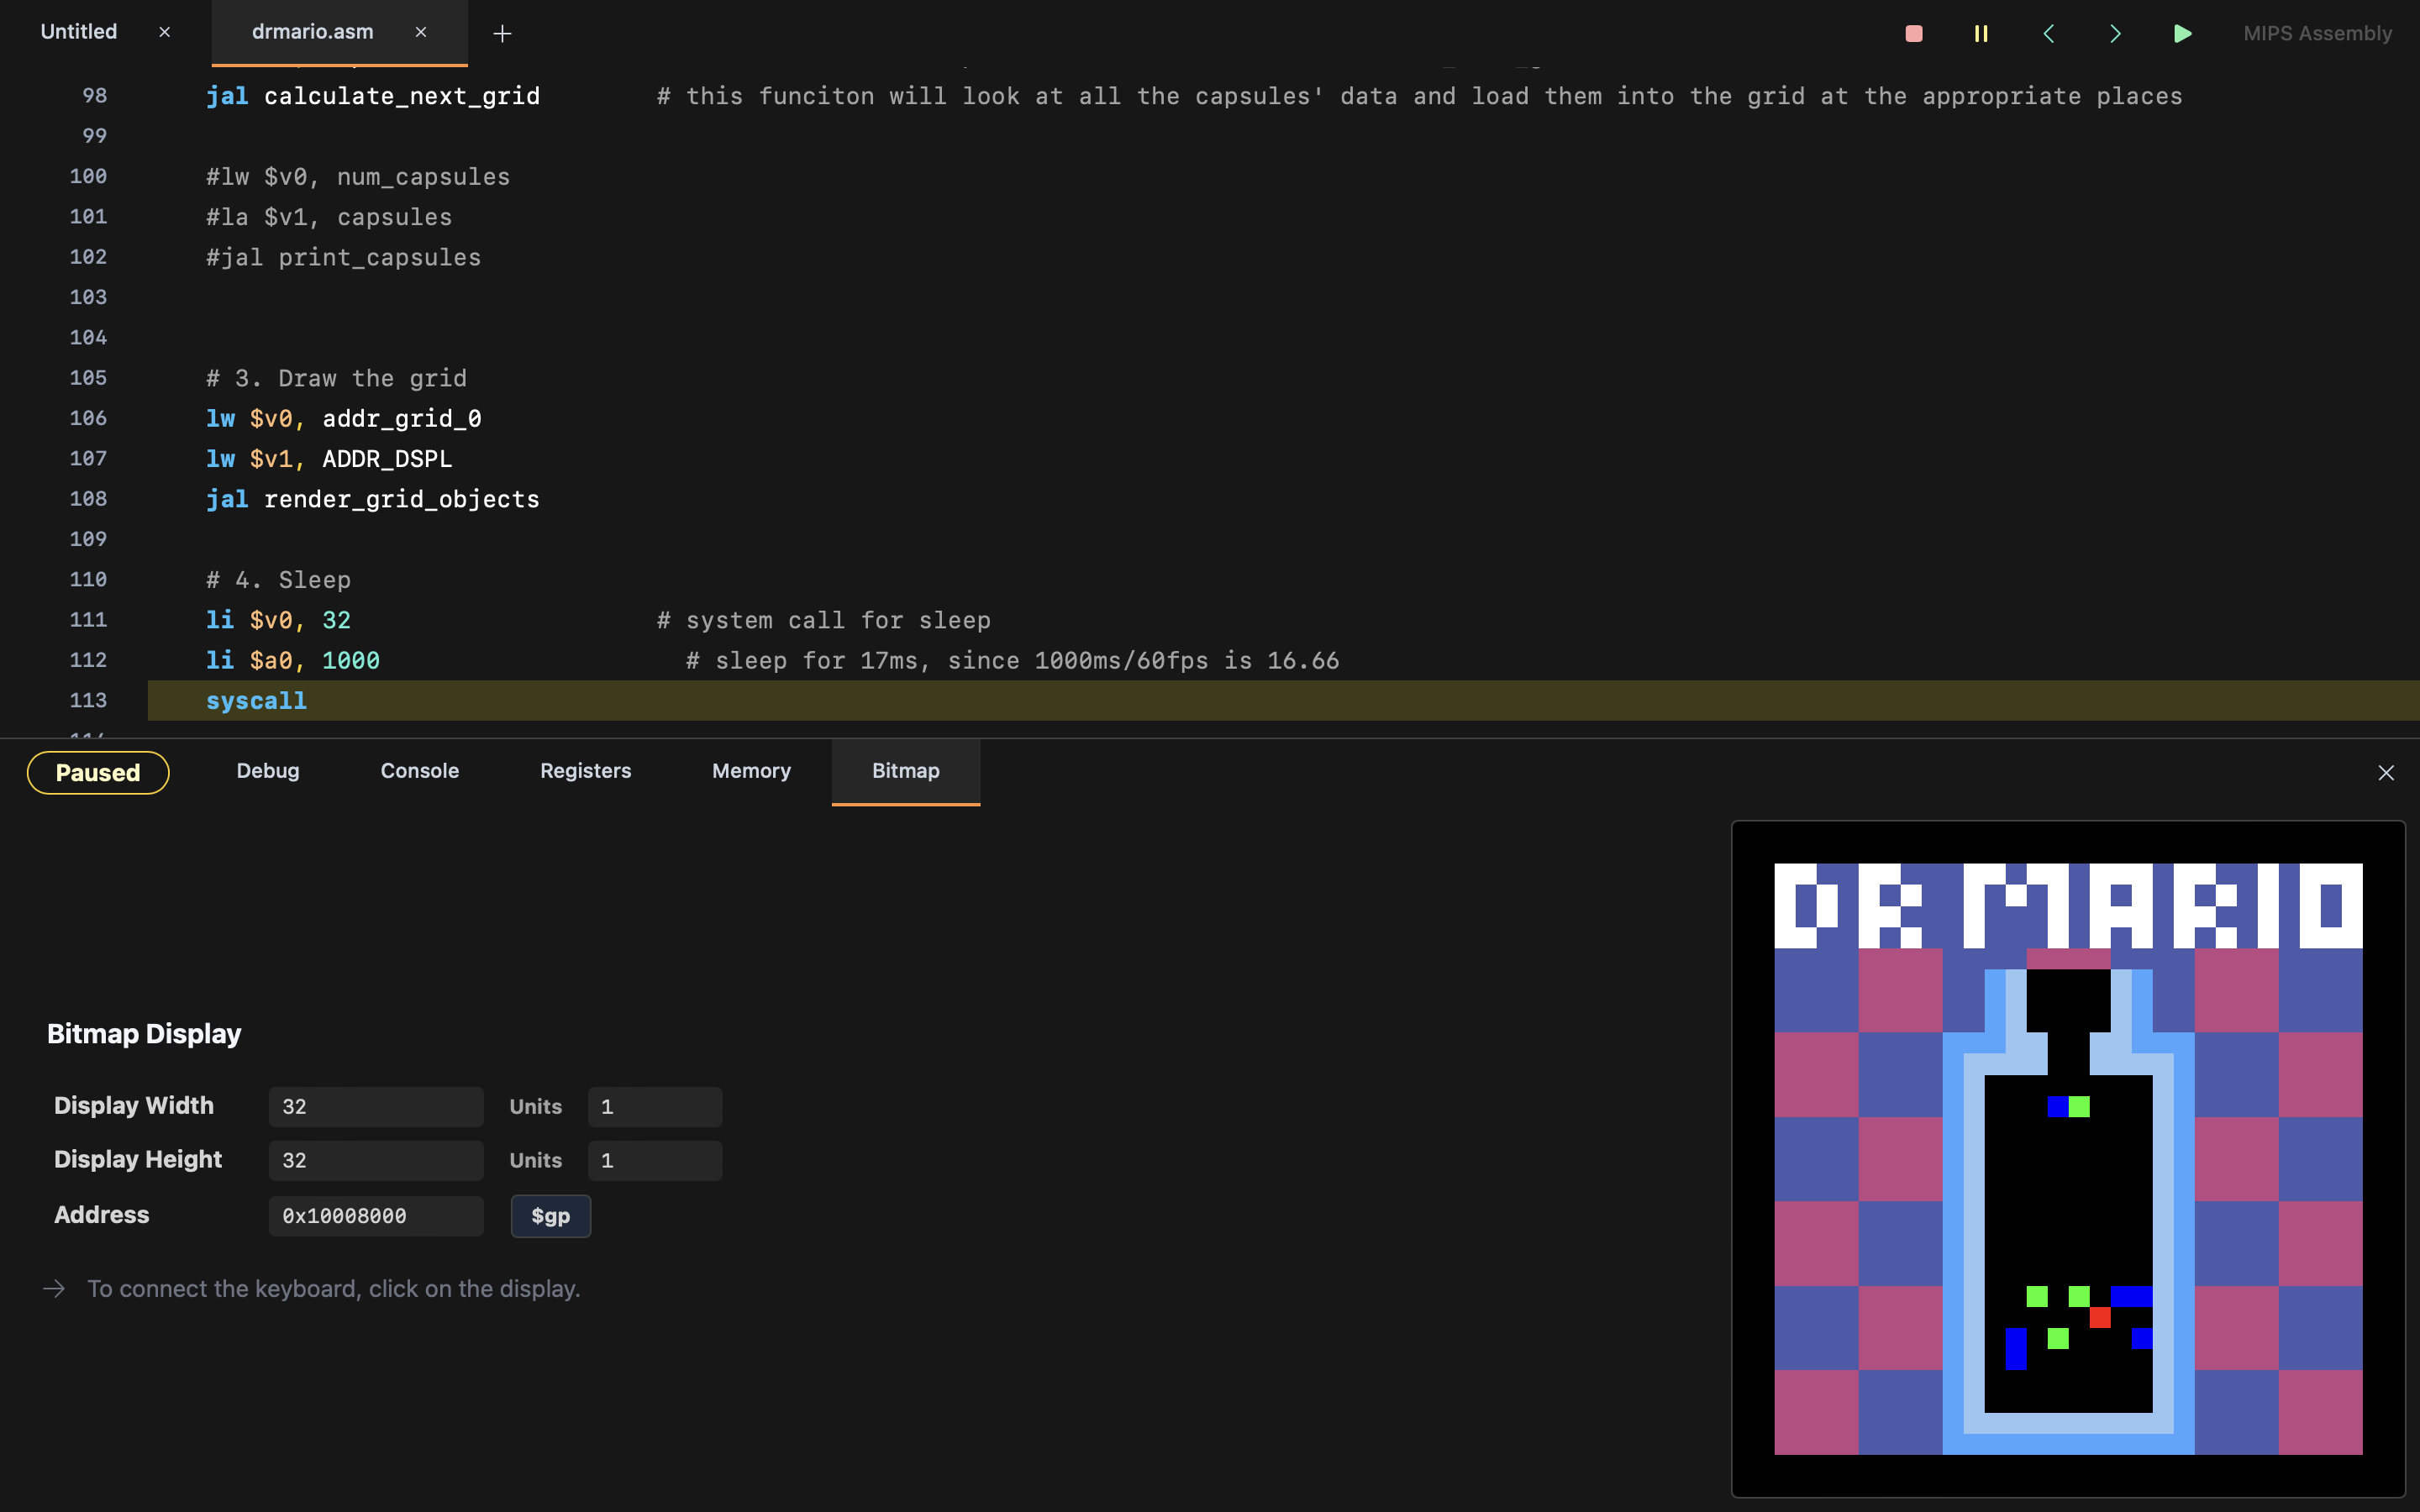 Untitled × drmario.asm × + MIPS Assembly
98 jal calculate_next_grid # this funciton will look at all the capsules' data and load them into the grid at the appropriate places
99
100 #lw $v0, num_capsules
101 #la $v1, capsules
102 #jal print_capsules
103
104
105 # 3. Draw the grid
106 lw $v0, addr_grid_0
107 lw $v1, ADDR_DSPL
108 jal render_grid_objects
109
110 # 4. Sleep
111 li $v0, 32 # system call for sleep
112 li $a0, 1000 # sleep for 17ms, since 1000ms/60fps is 16.66
113 syscall
Paused Debug Console Registers Memory Bitmap
DR MARIO
Bitmap Display
Display Width 32 Units 1
Display Height 32 Units 1
Address 0x10008000 $gp
→ To connect the keyboard, click on the display.